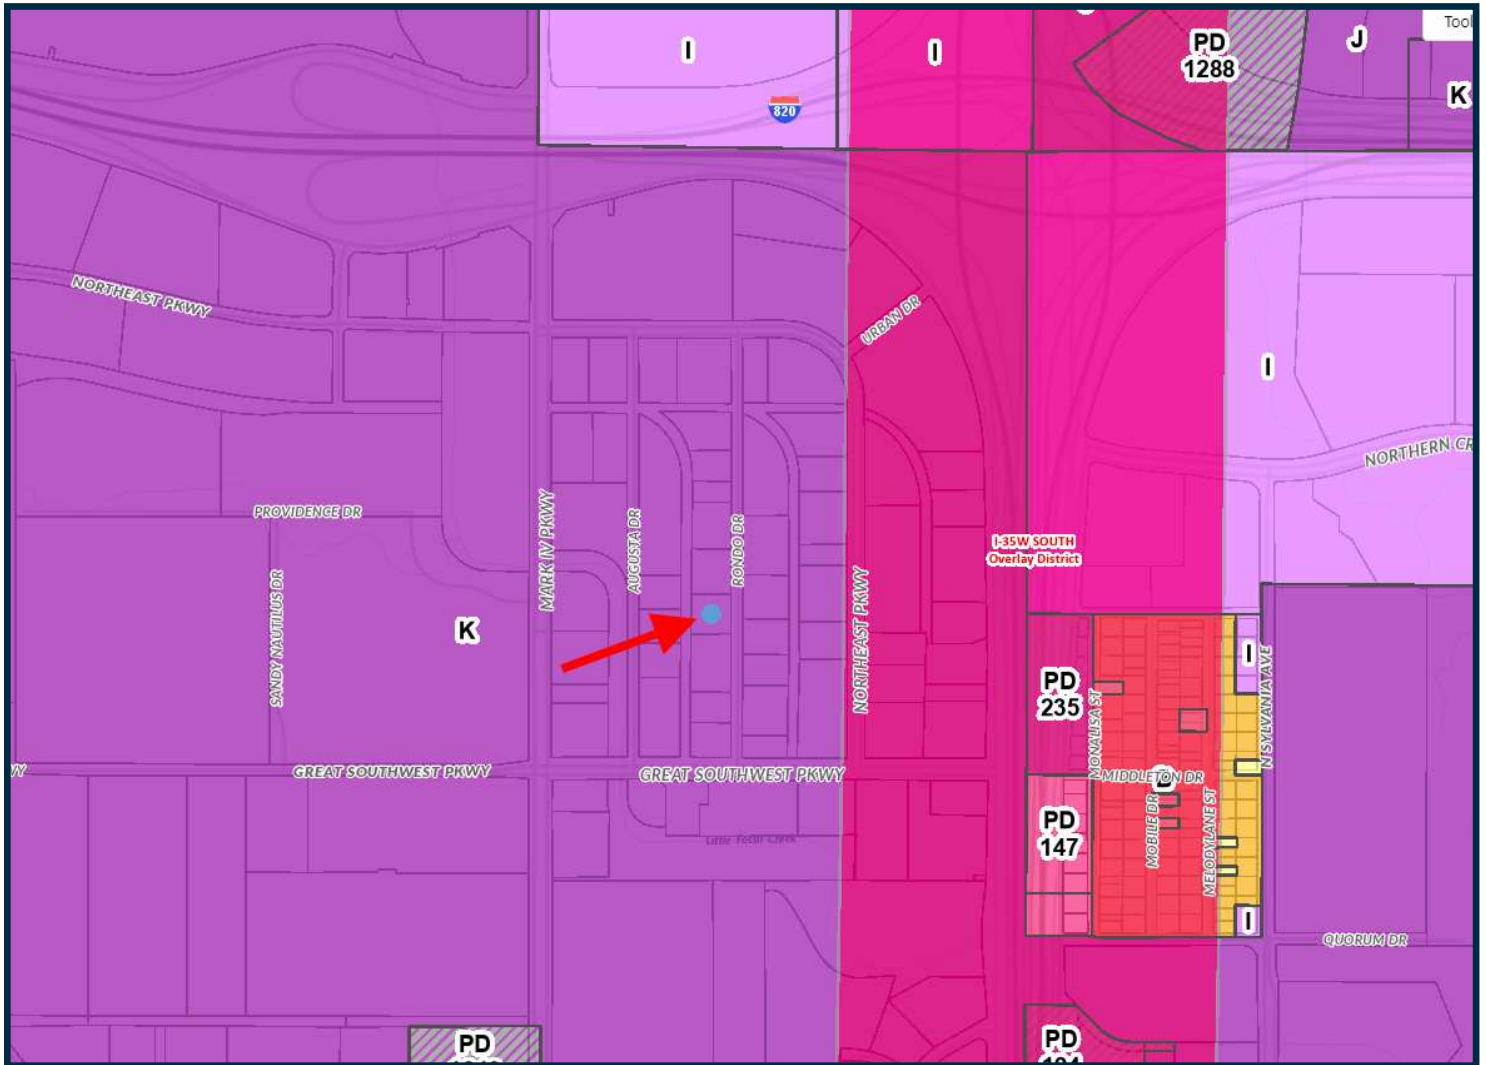 I
I
PD
1288
J
Tool
K
820
NORTHEAST PKWY
URBAN DR
I
NORTHERN CR
PROVIDENCE DR
MARK IV PKWY
AUGUSTA DR
RONDO DR
I-35W SOUTH
Overlay District
SANDY NAUTILUS DR
K
NORTHEAST PKWY
PD
235
MONALISA ST
I
N SYLVANIA AVE
GREAT SOUTHWEST PKWY
GREAT SOUTHWEST PKWY
MIDDLETON DR
PD
147
MOBILE DR
MELODYLANE ST
Little Fossil Creek
I
QUORUM DR
PD
PD